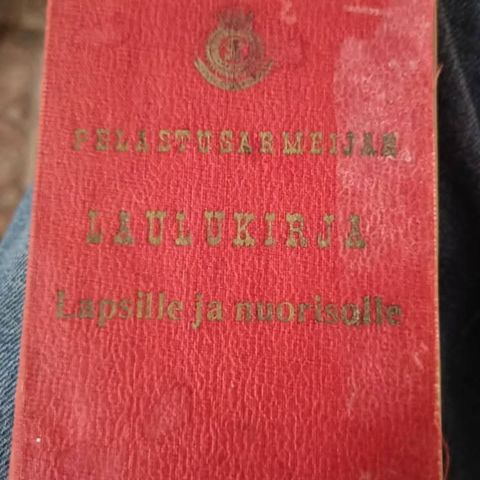 PELASTUSARMEIJAN
LAULUKIRJA
Lapsille ja nuorisolle